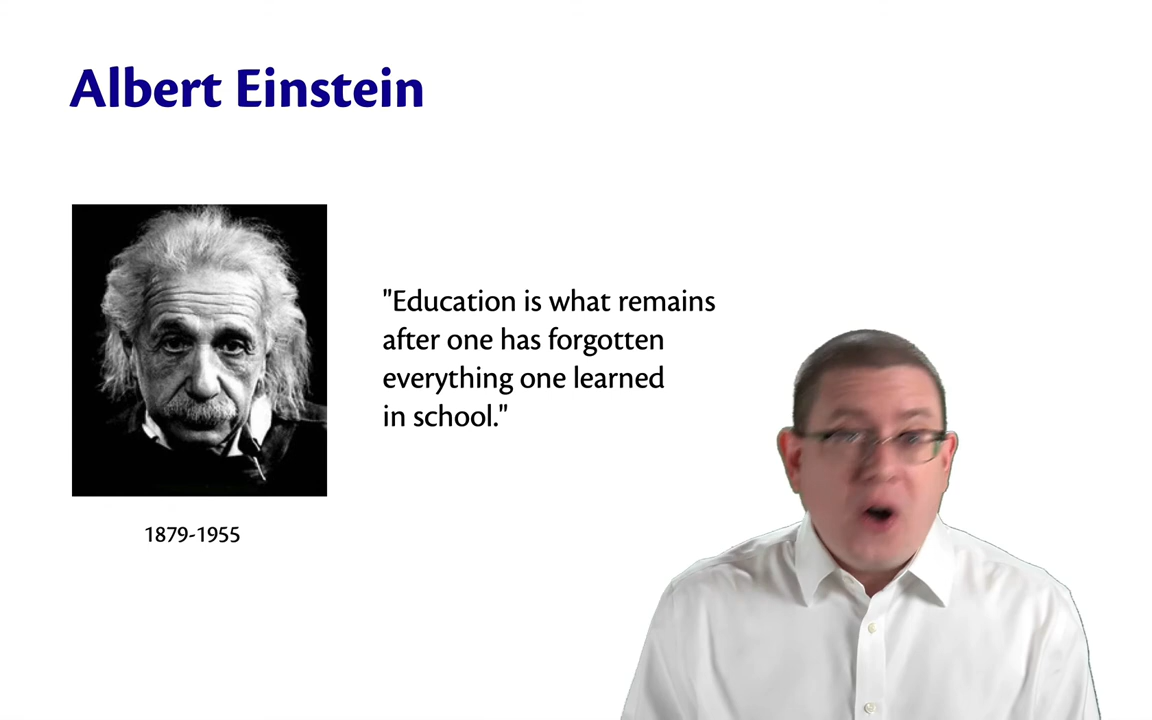 Albert Einstein
"Education is what remains
after one has forgotten
everything one learned
in school."
1879-1955